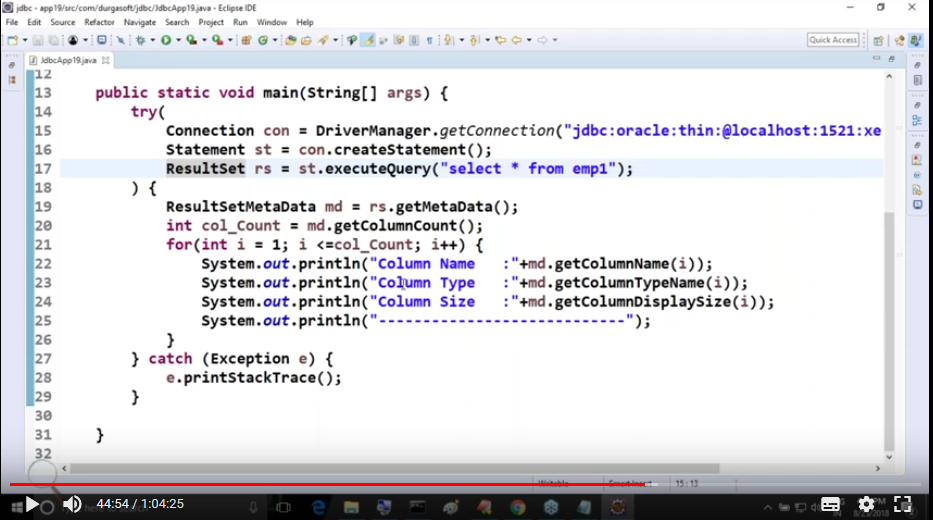 jdbc - app19/src/com/durgasoft/jdbc/JdbcApp19.java - Eclipse IDE
File Edit Source Refactor Navigate Search Project Run Window Help
Quick Access
JdbcApp19.java
12
13 public static void main(String[] args) {
14 try(
15 Connection con = DriverManager.getConnection("jdbc:oracle:thin:@localhost:1521:xe
16 Statement st = con.createStatement();
17 ResultSet rs = st.executeQuery("select * from emp1");
18 ) {
19 ResultSetMetaData md = rs.getMetaData();
20 int col_Count = md.getColumnCount();
21 for(int i = 1; i <=col_Count; i++) {
22 System.out.println("Column Name   :"+md.getColumnName(i));
23 System.out.println("Column Type   :"+md.getColumnTypeName(i));
24 System.out.println("Column Size   :"+md.getColumnDisplaySize(i));
25 System.out.println("----------------------------");
26 }
27 } catch (Exception e) {
28 e.printStackTrace();
29 }
30
31 }
32
Writable Smart Insert 15 : 13
44:54 / 1:04:25